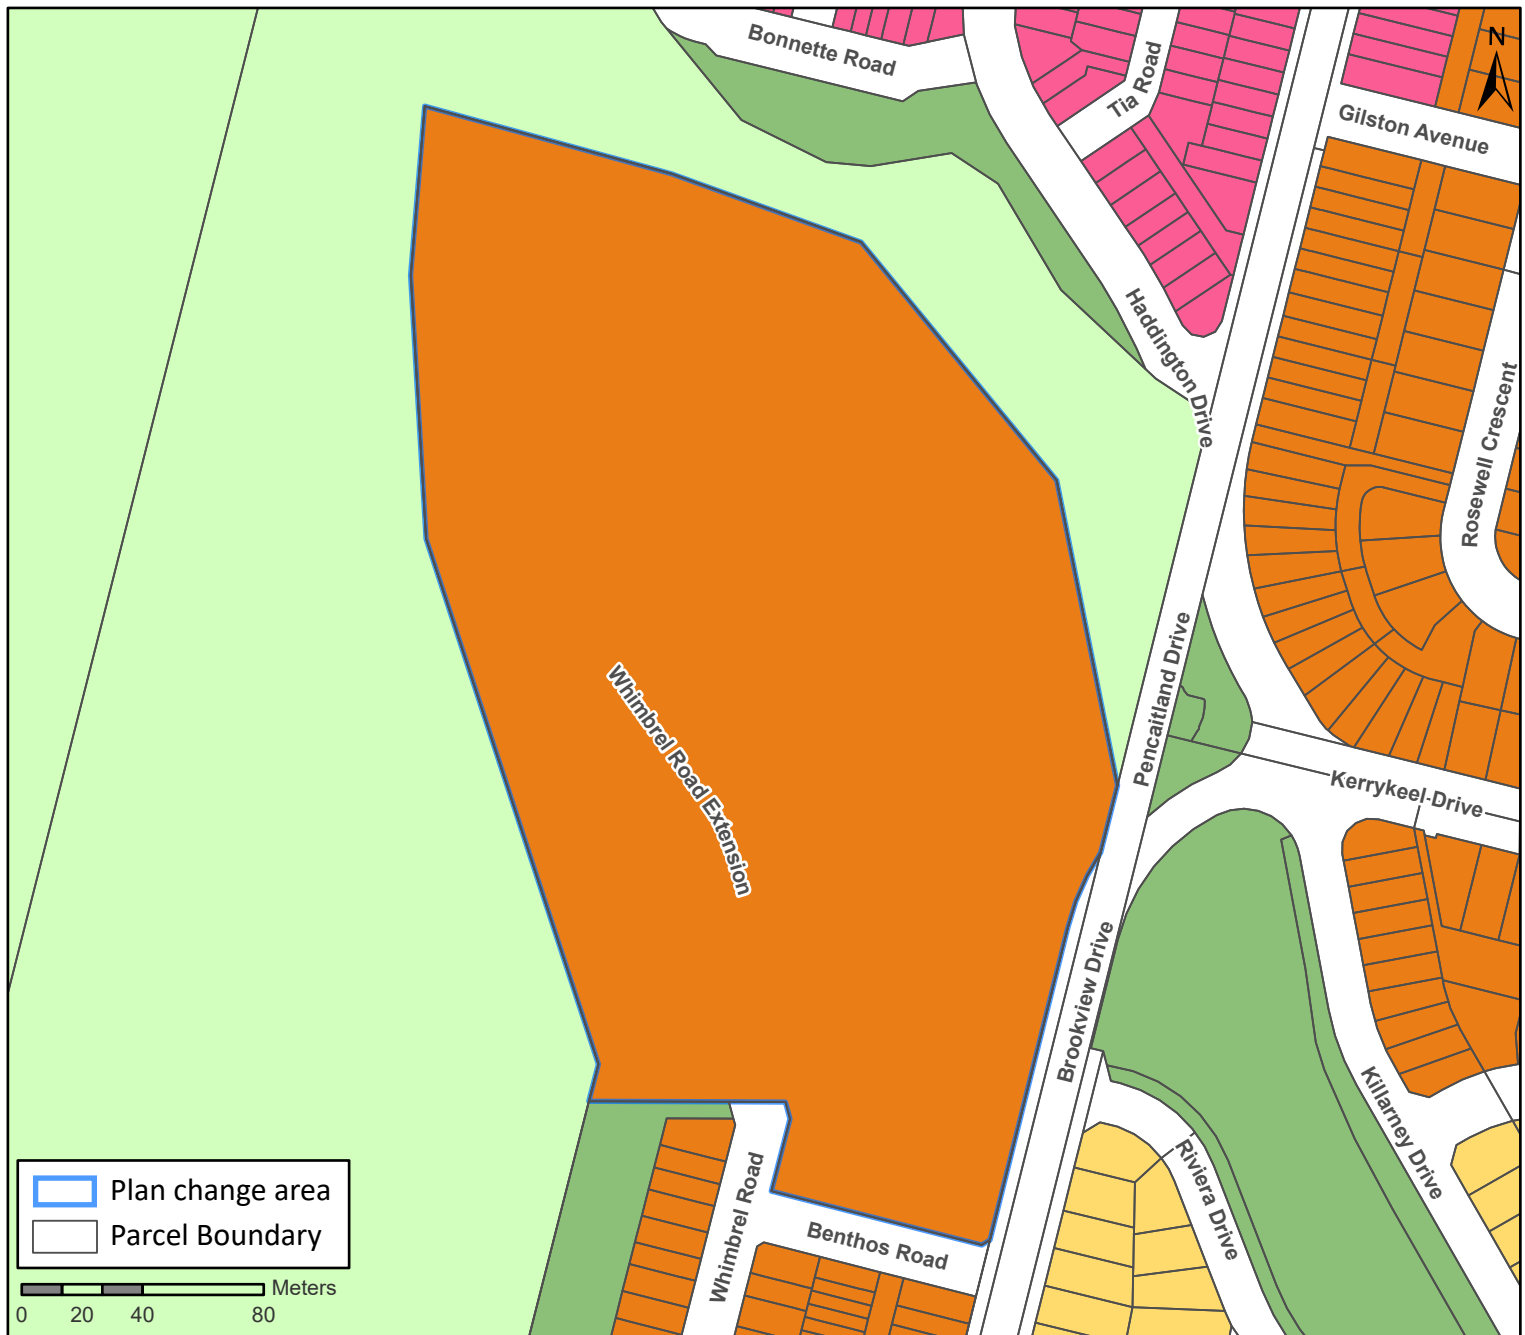 Bonnette Road
Tia Road
N
Gilston Avenue
Haddington Drive
Rosewell Crescent
Pencaitland Drive
Whimbrel Road Extension
Kerrykeel Drive
Brookview Drive
Killarney Drive
Riviera Drive
Whimbrel Road
Benthos Road
Plan change area
Parcel Boundary
Meters
0 20 40 80